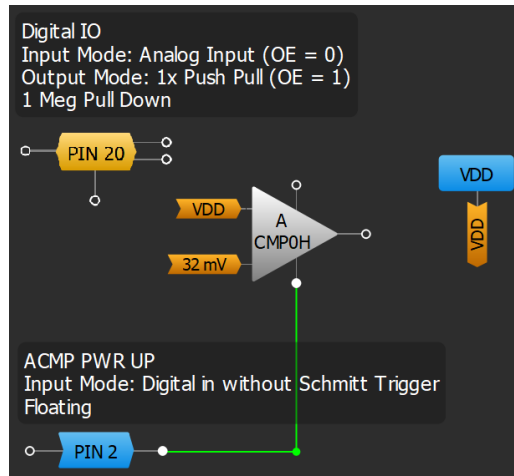 Digital IO
Input Mode: Analog Input (OE = 0)
Output Mode: 1x Push Pull (OE = 1)
1 Meg Pull Down
PIN 20
VDD
A
CMP0H
32 mV
VDD
VDD
ACMP PWR UP
Input Mode: Digital in without Schmitt Trigger
Floating
PIN 2